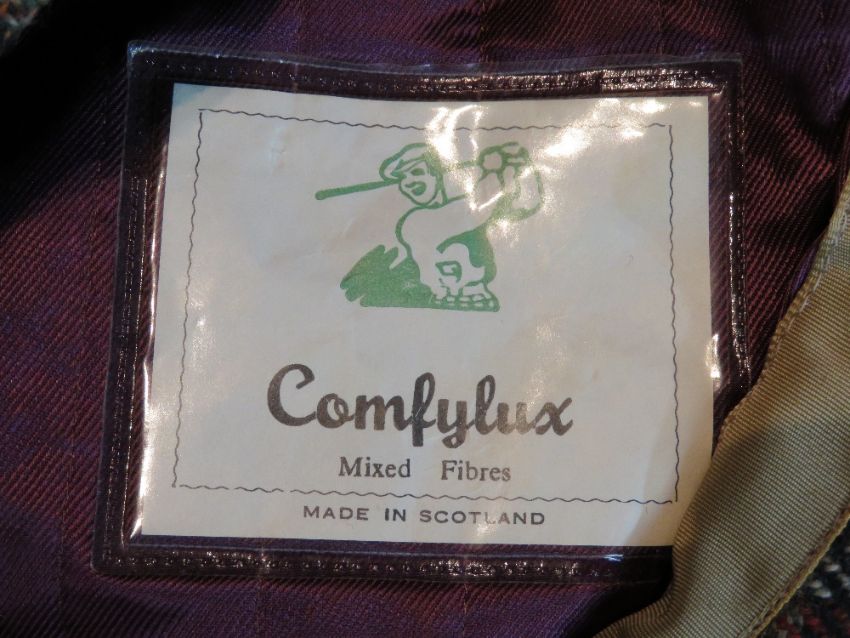 Comfylux
Mixed Fibres
MADE IN SCOTLAND